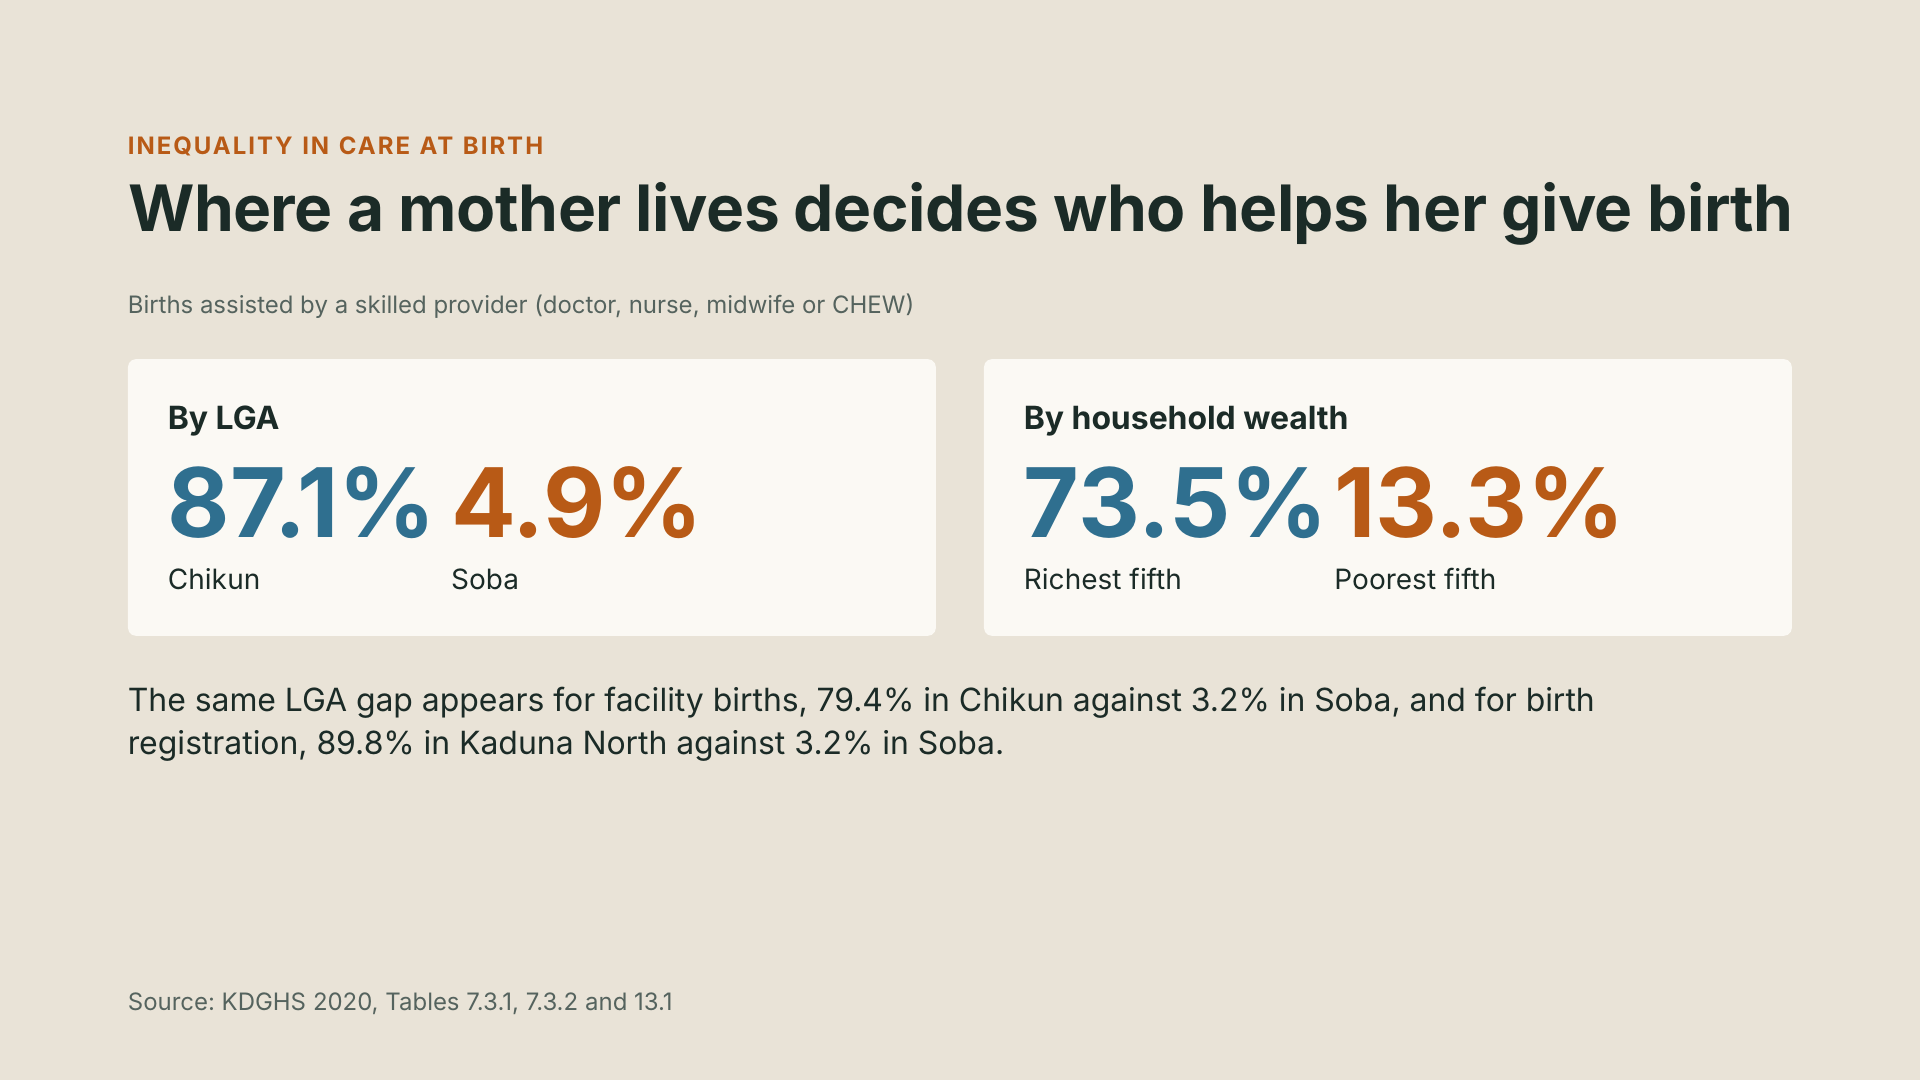 INEQUALITY IN CARE AT BIRTH
Where a mother lives decides who helps her give birth
Births assisted by a skilled provider (doctor, nurse, midwife or CHEW)
By LGA
87.1% 4.9%
Chikun Soba
By household wealth
73.5% 13.3%
Richest fifth Poorest fifth
The same LGA gap appears for facility births, 79.4% in Chikun against 3.2% in Soba, and for birth
registration, 89.8% in Kaduna North against 3.2% in Soba.
Source: KDGHS 2020, Tables 7.3.1, 7.3.2 and 13.1